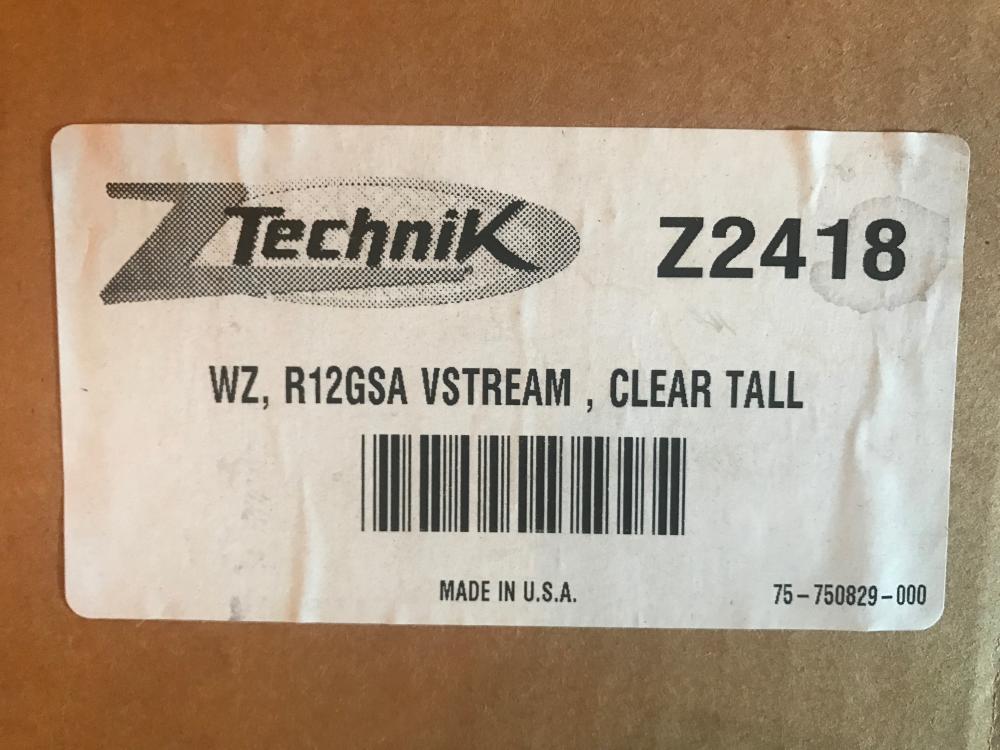 ZTechniK
Z2418
WZ, R12GSA VSTREAM , CLEAR TALL
MADE IN U.S.A.
75-750829-000